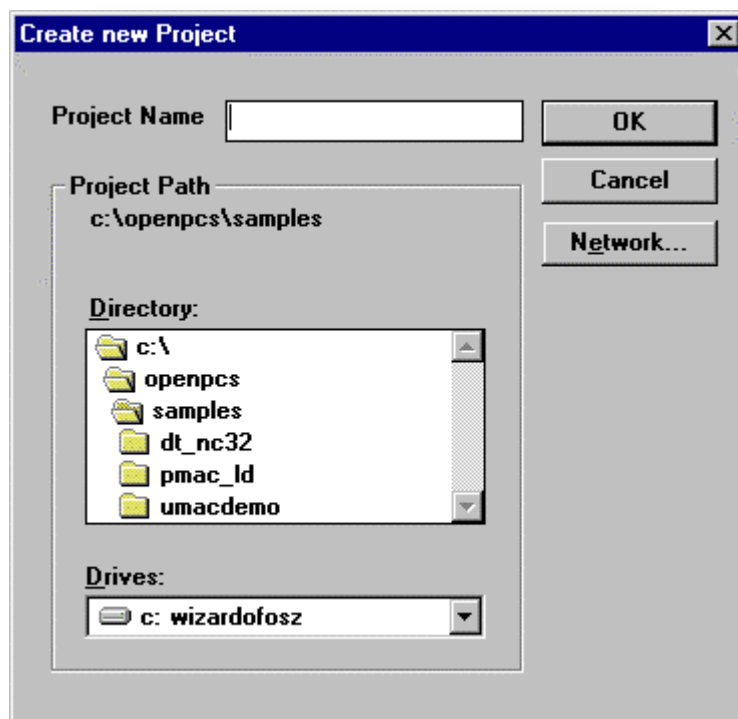 Create new Project
Project Name
OK
Project Path
Cancel
c:\openpcs\samples
Network...
Directory:
c:\
openpcs
samples
dt_nc32
pmac_ld
umacdemo
Drives:
c: wizardofosz